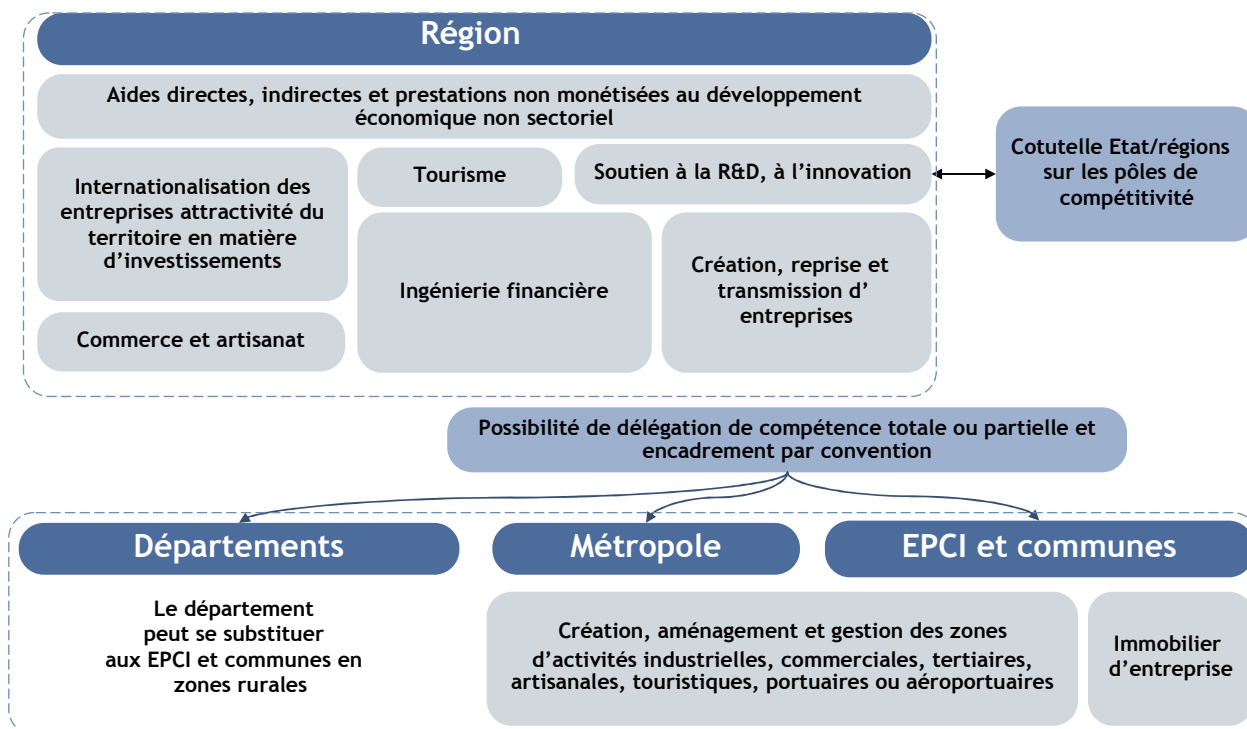 Région
Aides directes, indirectes et prestations non monétisées au développement
économique non sectoriel
Internationalisation des
entreprises attractivité du
territoire en matière
d'investissements
Tourisme
Soutien à la R&D, à l'innovation
Cotutelle Etat/régions
sur les pôles de
compétitivité
Ingénierie financière
Création, reprise et
transmission d'
entreprises
Commerce et artisanat
Possibilité de délégation de compétence totale ou partielle et
encadrement par convention
Départements
Métropole
EPCI et communes
Le département
peut se substituer
aux EPCI et communes en
zones rurales
Création, aménagement et gestion des zones
d'activités industrielles, commerciales, tertiaires,
artisanales, touristiques, portuaires ou aéroportuaires
Immobilier
d'entreprise